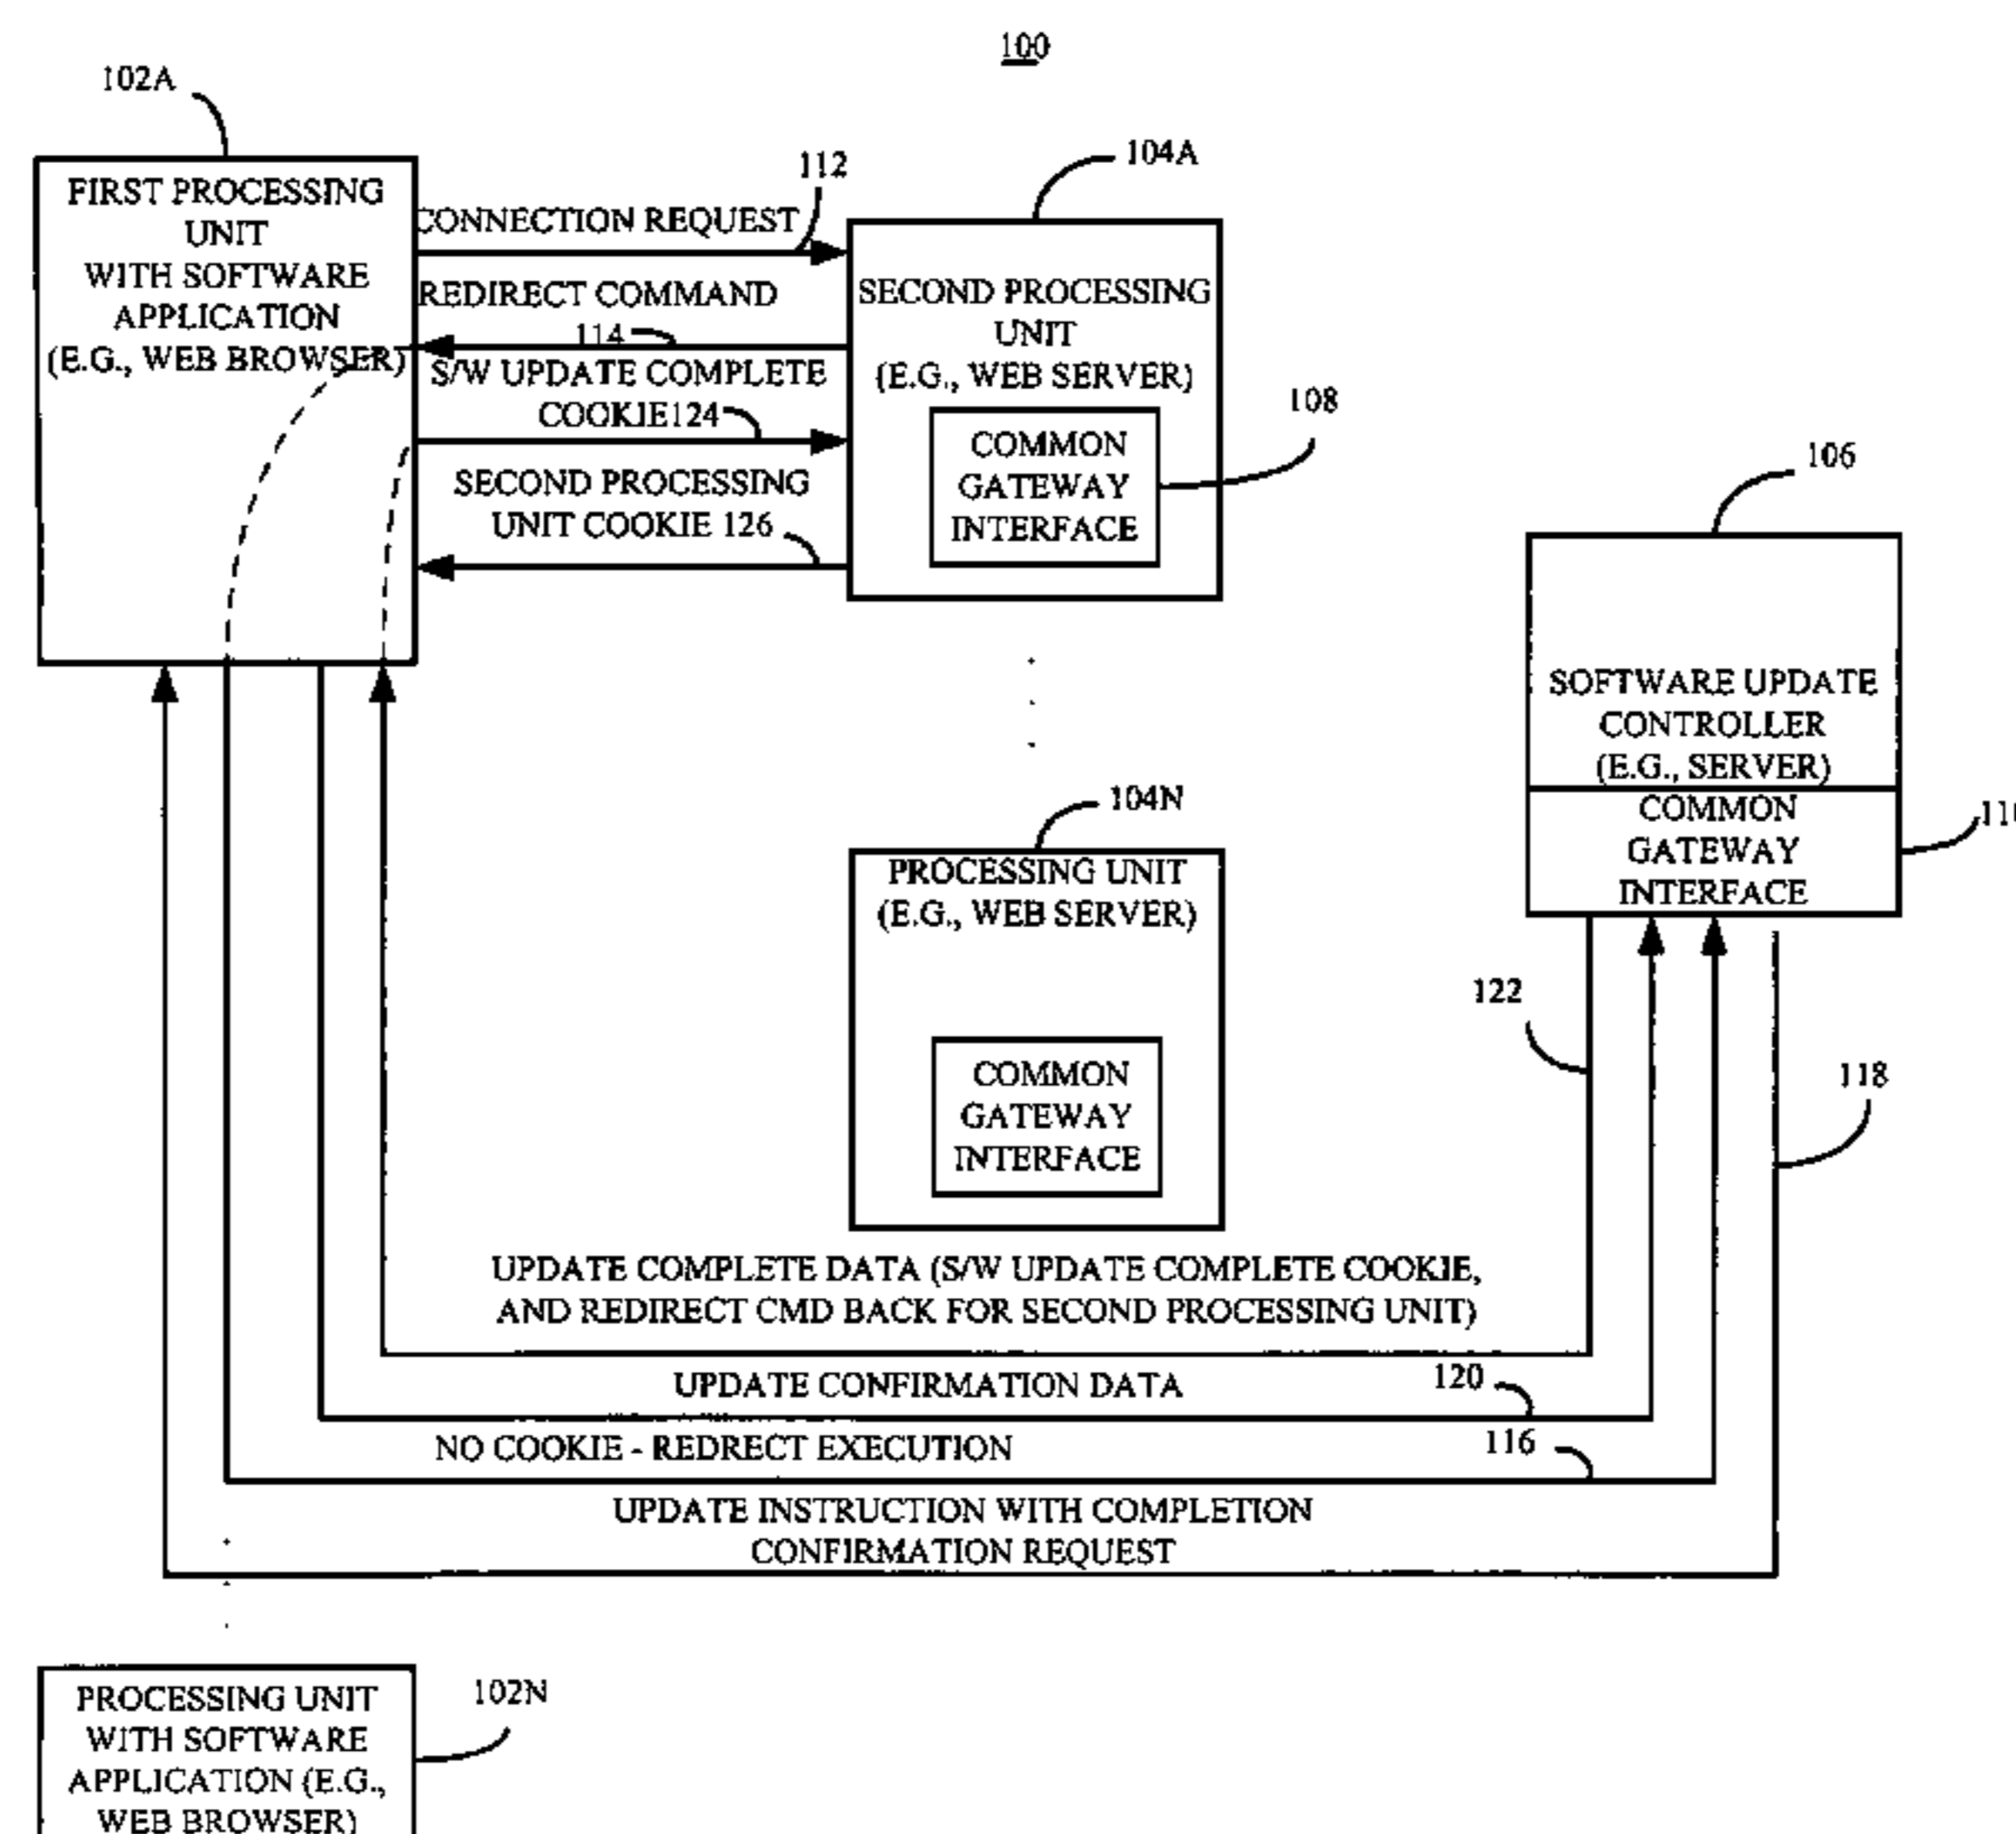 100
102A
FIRST PROCESSING
UNIT
WITH SOFTWARE
APPLICATION
(E.G., WEB BROWSER)
112
CONNECTION REQUEST
REDIRECT COMMAND
114
S/W UPDATE COMPLETE
COOKIE124
SECOND PROCESSING
UNIT COOKIE 126
104A
SECOND PROCESSING
UNIT
(E.G., WEB SERVER)
COMMON
GATEWAY
INTERFACE
108
106
SOFTWARE UPDATE
CONTROLLER
(E.G., SERVER)
COMMON
GATEWAY
INTERFACE
104N
PROCESSING UNIT
(E.G., WEB SERVER)
COMMON
GATEWAY
INTERFACE
122
118
UPDATE COMPLETE DATA (S/W UPDATE COMPLETE COOKIE,
AND REDIRECT CMD BACK FOR SECOND PROCESSING UNIT)
UPDATE CONFIRMATION DATA
120
NO COOKIE - REDRECT EXECUTION
116
UPDATE INSTRUCTION WITH COMPLETION
CONFIRMATION REQUEST
PROCESSING UNIT
WITH SOFTWARE
APPLICATION (E.G.,
WEB BROWSER)
102N